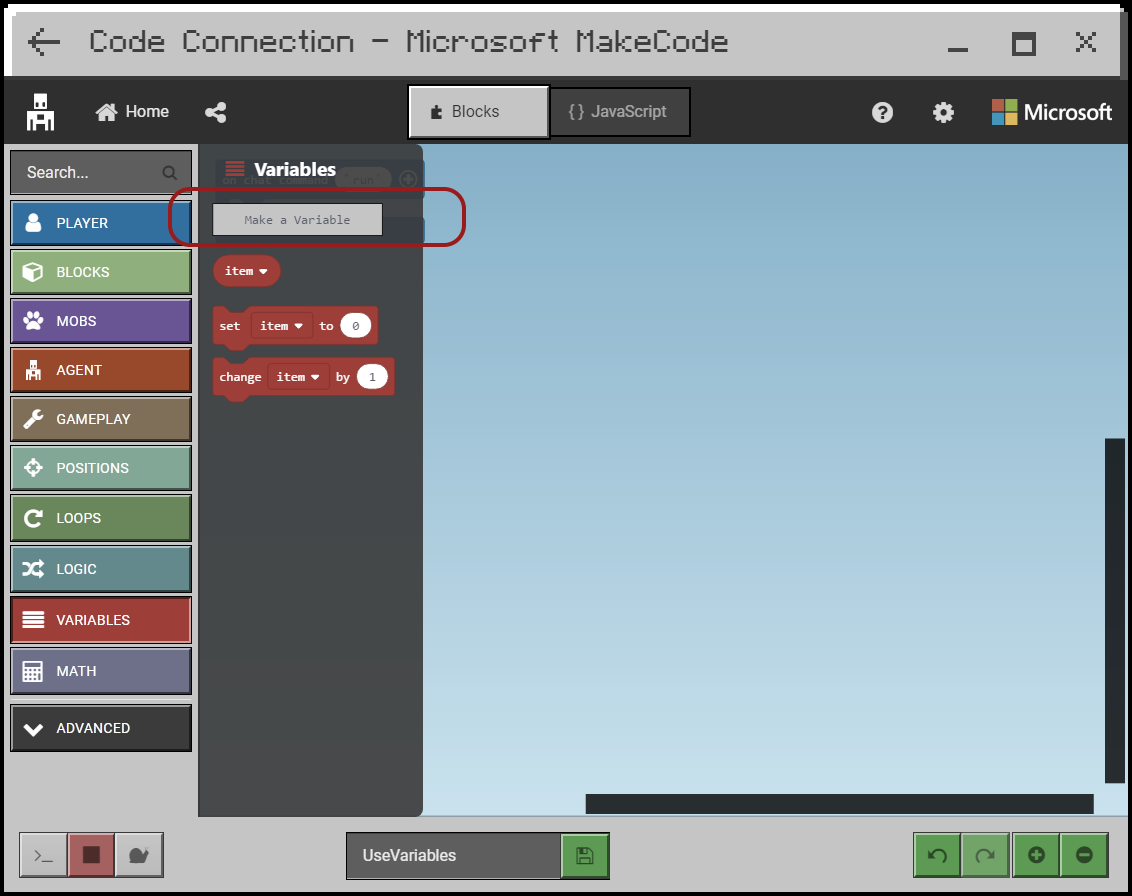 Code Connection - Microsoft MakeCode
Home
Blocks
{ } JavaScript
Microsoft
Search...
PLAYER
BLOCKS
MOBS
AGENT
GAMEPLAY
POSITIONS
LOOPS
LOGIC
VARIABLES
MATH
ADVANCED
Variables
on chat command "run"
Make a Variable
item
set item to 0
change item by 1
UseVariables